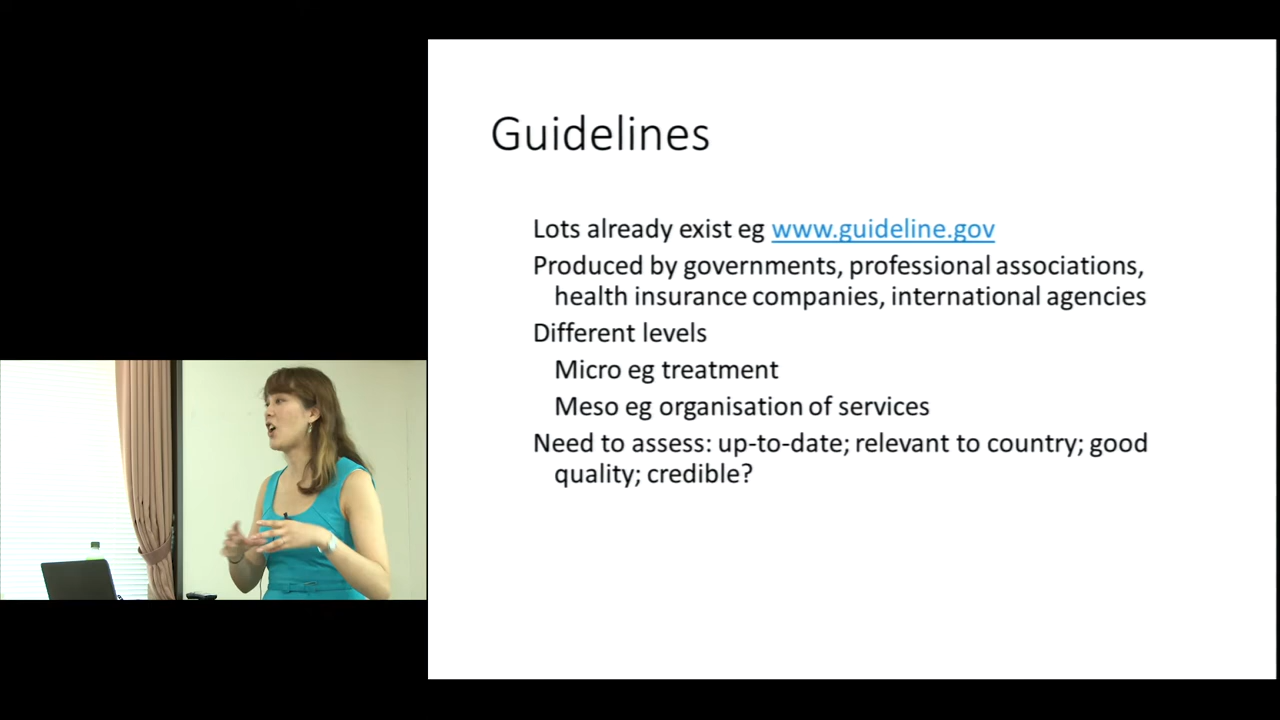 Guidelines
Lots already exist eg www.guideline.gov
Produced by governments, professional associations,
health insurance companies, international agencies
Different levels
Micro eg treatment
Meso eg organisation of services
Need to assess: up-to-date; relevant to country; good
quality; credible?